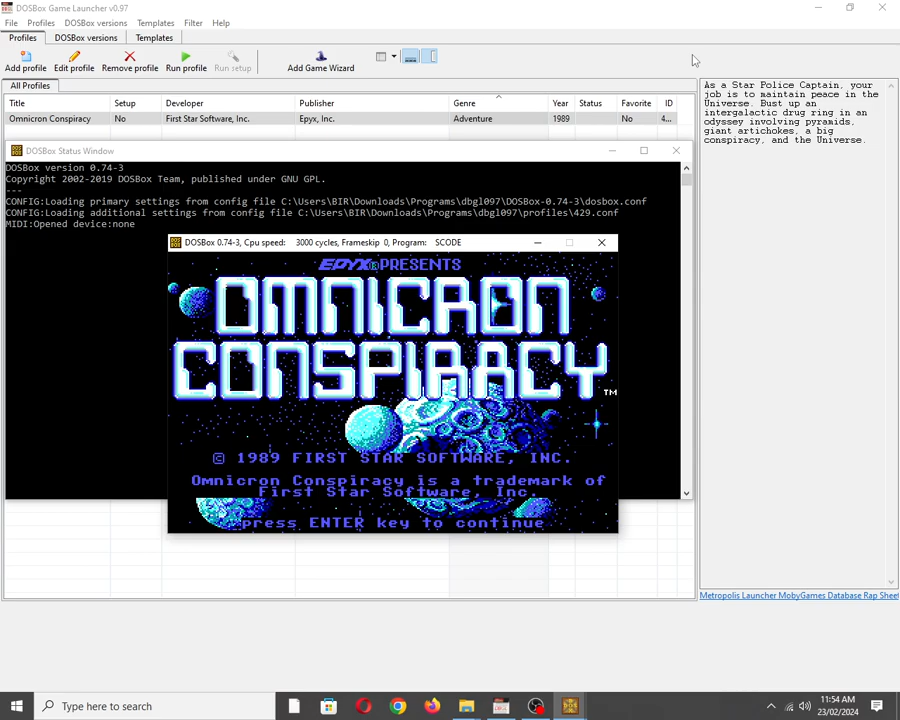 DOSBox Game Launcher v0.97
File Profiles DOSBox versions Templates Filter Help
Profiles DOSBox versions Templates
Add profile Edit profile Remove profile Run profile Run setup Add Game Wizard
All Profiles
Title Setup Developer Publisher Genre Year Status Favorite ID
Omnicron Conspiracy No First Star Software, Inc. Epyx, Inc. Adventure 1989 No 4...
As a Star Police Captain, your
job is to maintain peace in the
Universe. Bust up an
intergalactic drug ring in an
odyssey involving pyramids,
giant artichokes, a big
conspiracy, and the Universe.
DOSBox Status Window
DOSBox version 0.74-3
Copyright 2002-2019 DOSBox Team, published under GNU GPL.
---
CONFIG:Loading primary settings from config file C:\Users\BIR\Downloads\Programs\dbgl097\DOSBox-0.74-3\dosbox.conf
CONFIG:Loading additional settings from config file C:\Users\BIR\Downloads\Programs\dbgl097\profiles\429.conf
MIDI:Opened device:none
DOSBox 0.74-3, Cpu speed: 3000 cycles, Frameskip 0, Program: SCODE
EPYX® PRESENTS
OMNICRON
CONSPIRACY™
© 1989 FIRST STAR SOFTWARE, INC.
Omnicron Conspiracy is a trademark of
First Star Software, Inc.
press ENTER key to continue
Metropolis Launcher MobyGames Database Rap Sheet
Type here to search
11:54 AM
23/02/2024